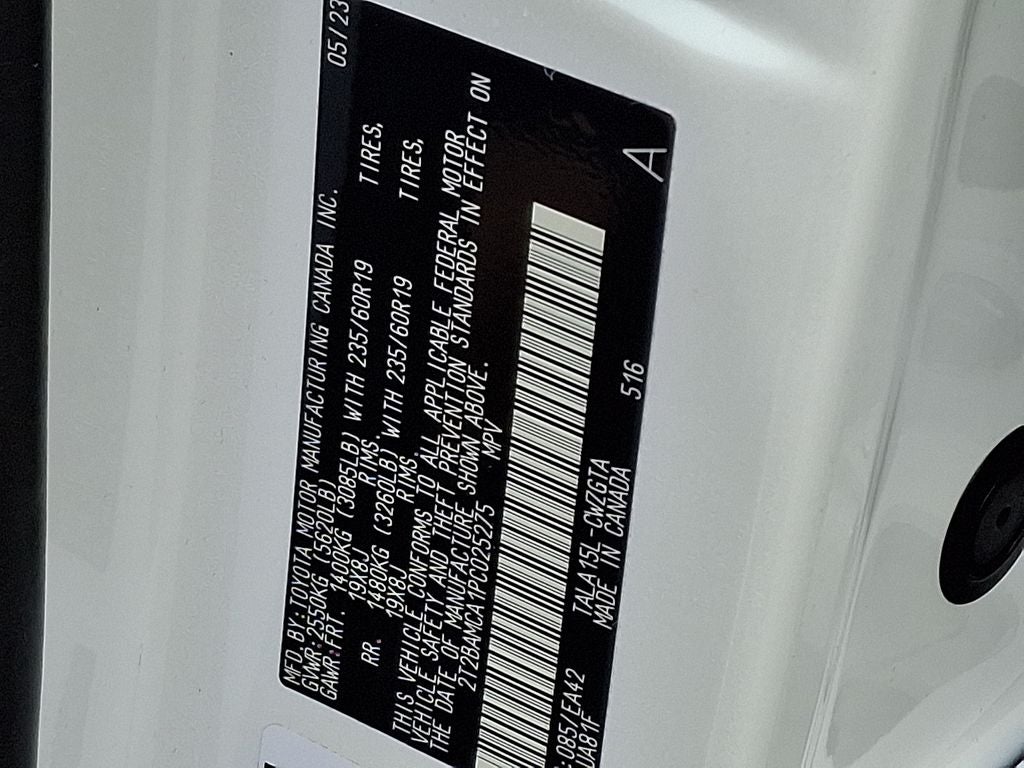 MFD. BY: TOYOTA MOTOR MANUFACTURING CANADA INC. 05/23
GVWR: 2550KG (5620LB)
GAWR: FRT. 1400KG (3085LB) WITH 235/60R19 TIRES,
19X8J RIMS.
RR. 1480KG (3260LB) WITH 235/60R19 TIRES,
19X8J RIMS.
THIS VEHICLE CONFORMS TO ALL APPLICABLE FEDERAL MOTOR
VEHICLE SAFETY AND THEFT PREVENTION STANDARDS IN EFFECT ON
THE DATE OF MANUFACTURE SHOWN ABOVE.
2T2BAMCA1PC025275 MPV
:085/EA42 TALA15L-CWZGTA 516
UA81F MADE IN CANADA
A